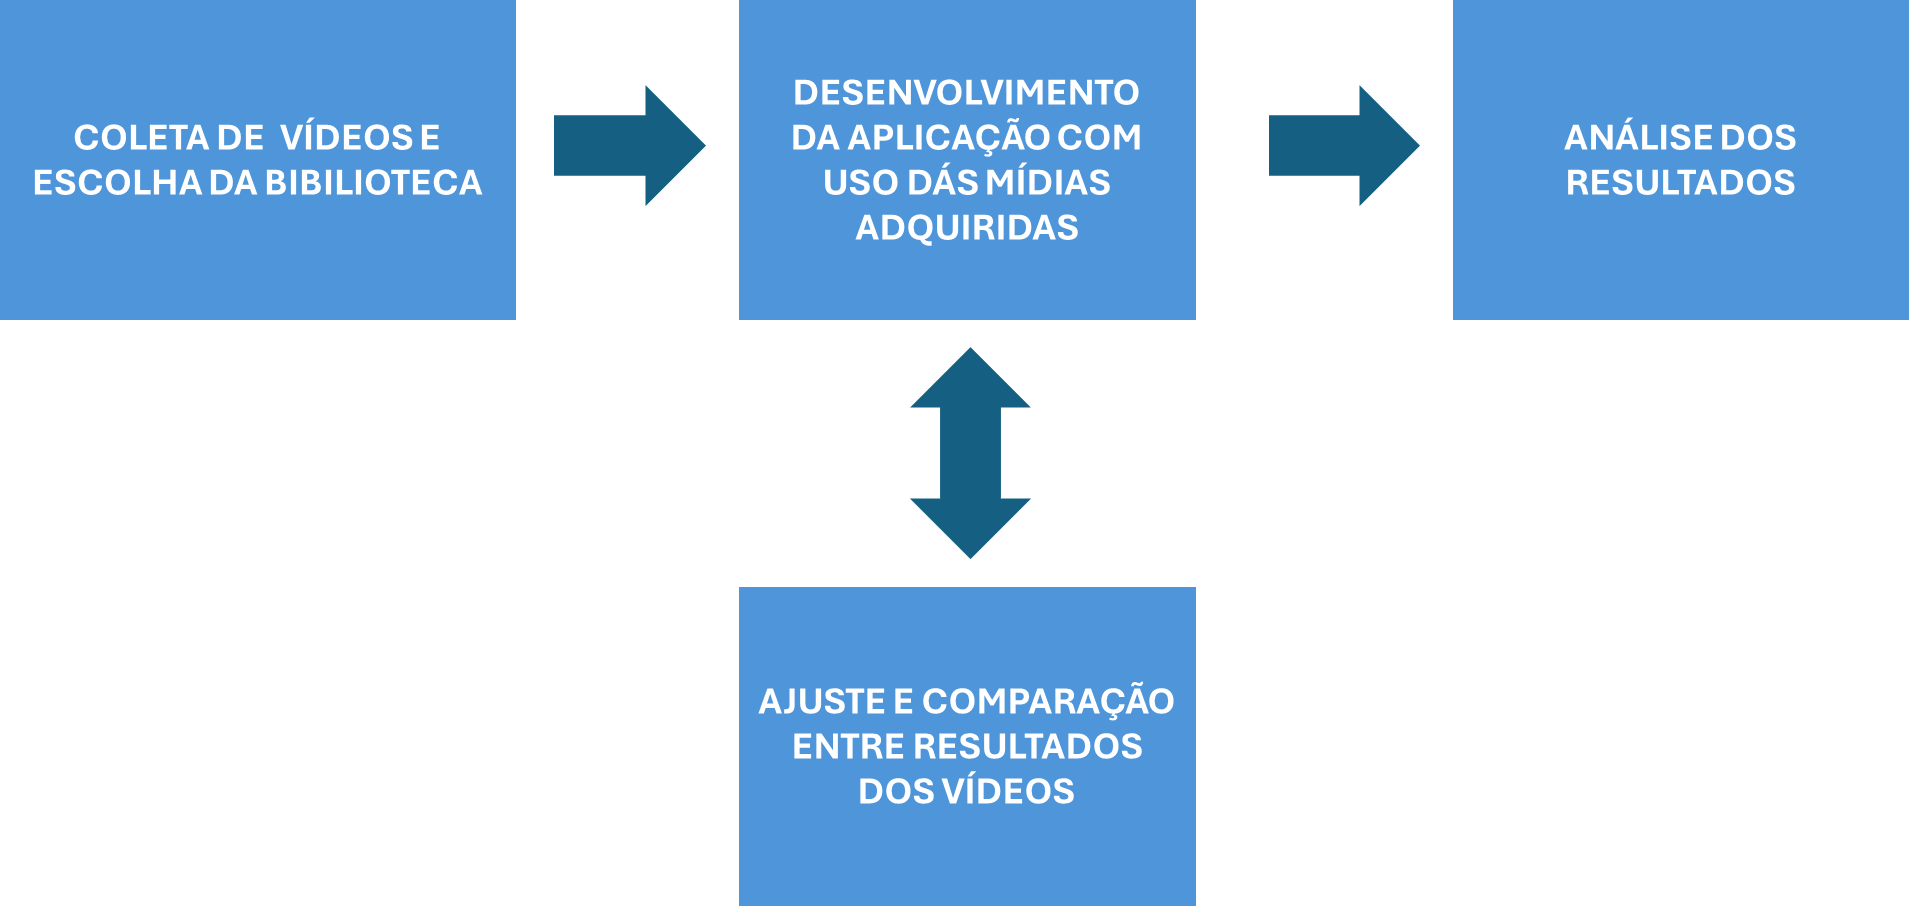 COLETA DE  VÍDEOS E
ESCOLHA DA BIBILIOTECA
DESENVOLVIMENTO
DA APLICAÇÃO COM
USO DÁS MÍDIAS
ADQUIRIDAS
ANÁLISE DOS
RESULTADOS
AJUSTE E COMPARAÇÃO
ENTRE RESULTADOS
DOS VÍDEOS